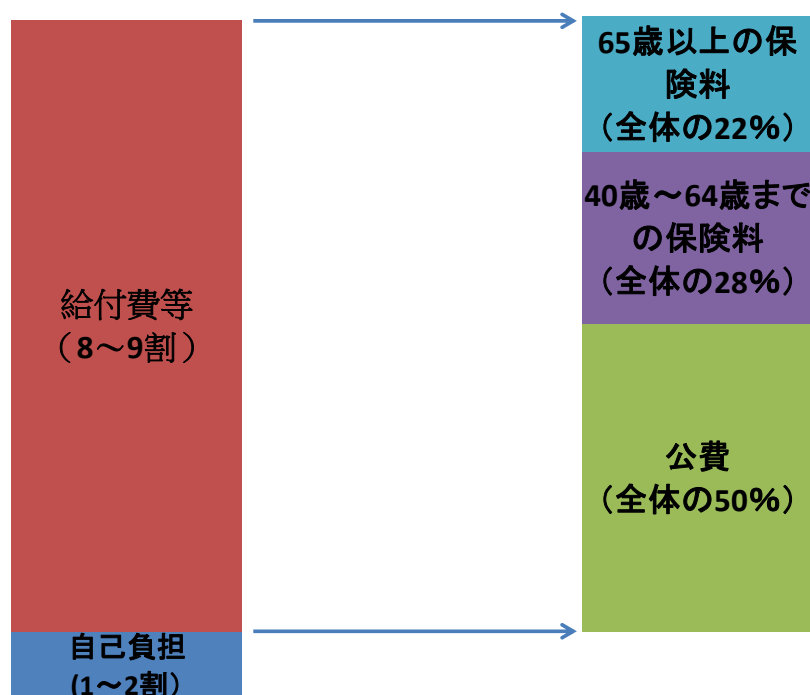 給付費等
（8～9割）
自己負担
(1～2割）
65歳以上の保
険料
（全体の22%）
40歳～64歳まで
の保険料
（全体の28%）
公費
（全体の50%）